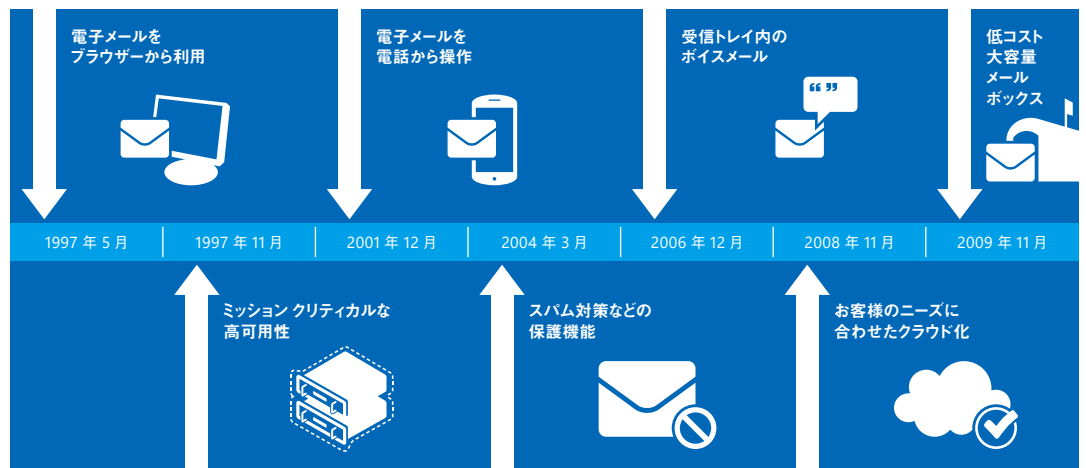 電子メールを
ブラウザーから利用
電子メールを
電話から操作
受信トレイ内の
ボイスメール
低コスト
大容量
メール
ボックス
1997 年 5 月
1997 年 11 月
2001 年 12 月
2004 年 3 月
2006 年 12 月
2008 年 11 月
2009 年 11 月
ミッション クリティカルな
高可用性
スパム対策などの
保護機能
お客様のニーズに
合わせたクラウド化